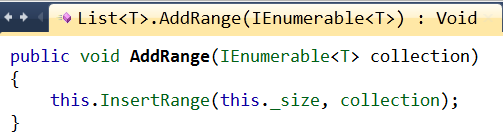 List<T>.AddRange(IEnumerable<T>) : Void
public void AddRange(IEnumerable<T> collection)
{
    this.InsertRange(this._size, collection);
}